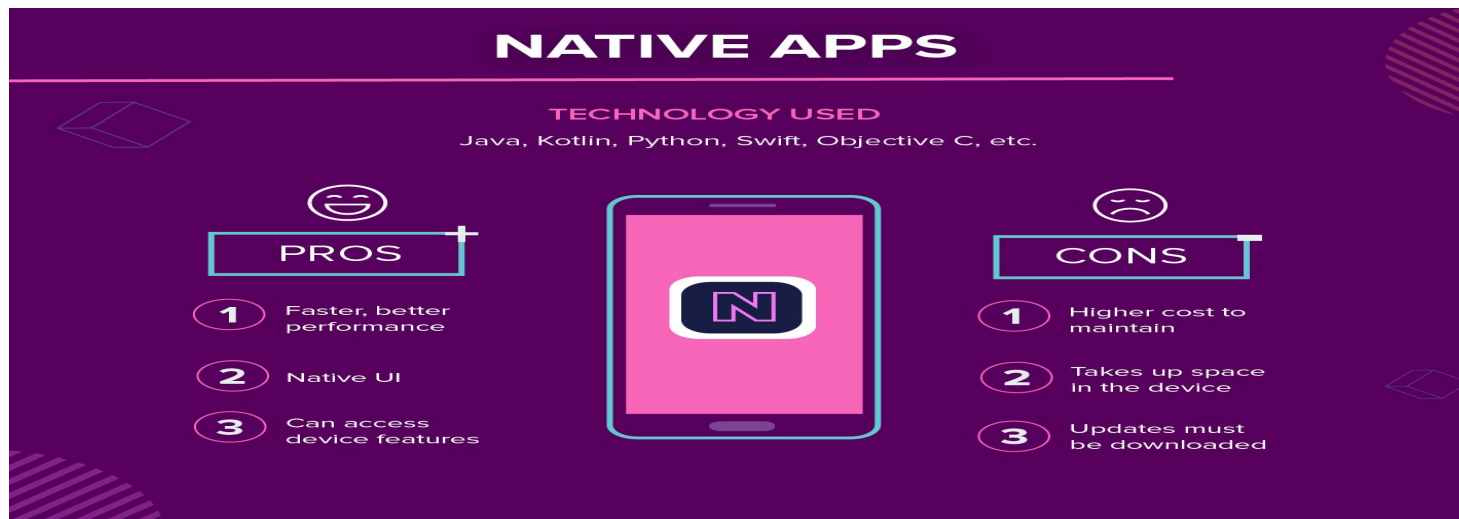 NATIVE APPS
TECHNOLOGY USED
Java, Kotlin, Python, Swift, Objective C, etc.
PROS
1
Faster, better
performance
2
Native UI
3
Can access
device features
N
CONS
1
Higher cost to
maintain
2
Takes up space
in the device
3
Updates must
be downloaded